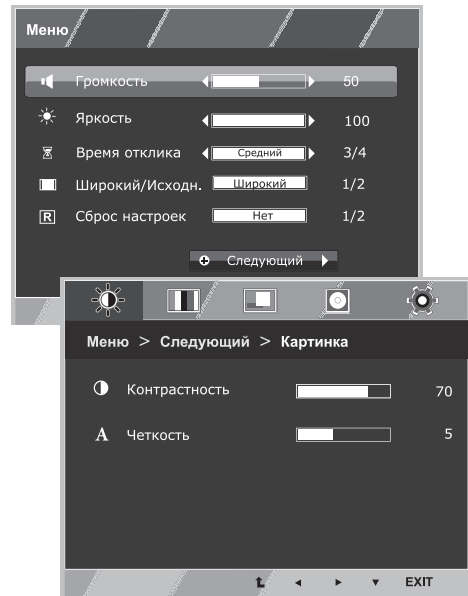 Меню
Громкость 50
Яркость 100
Время отклика Средний 3/4
Широкий/Исходн. Широкий 1/2
R Сброс настроек Нет 1/2
Следующий
Меню > Следующий > Картинка
Контрастность 70
A Четкость 5
EXIT